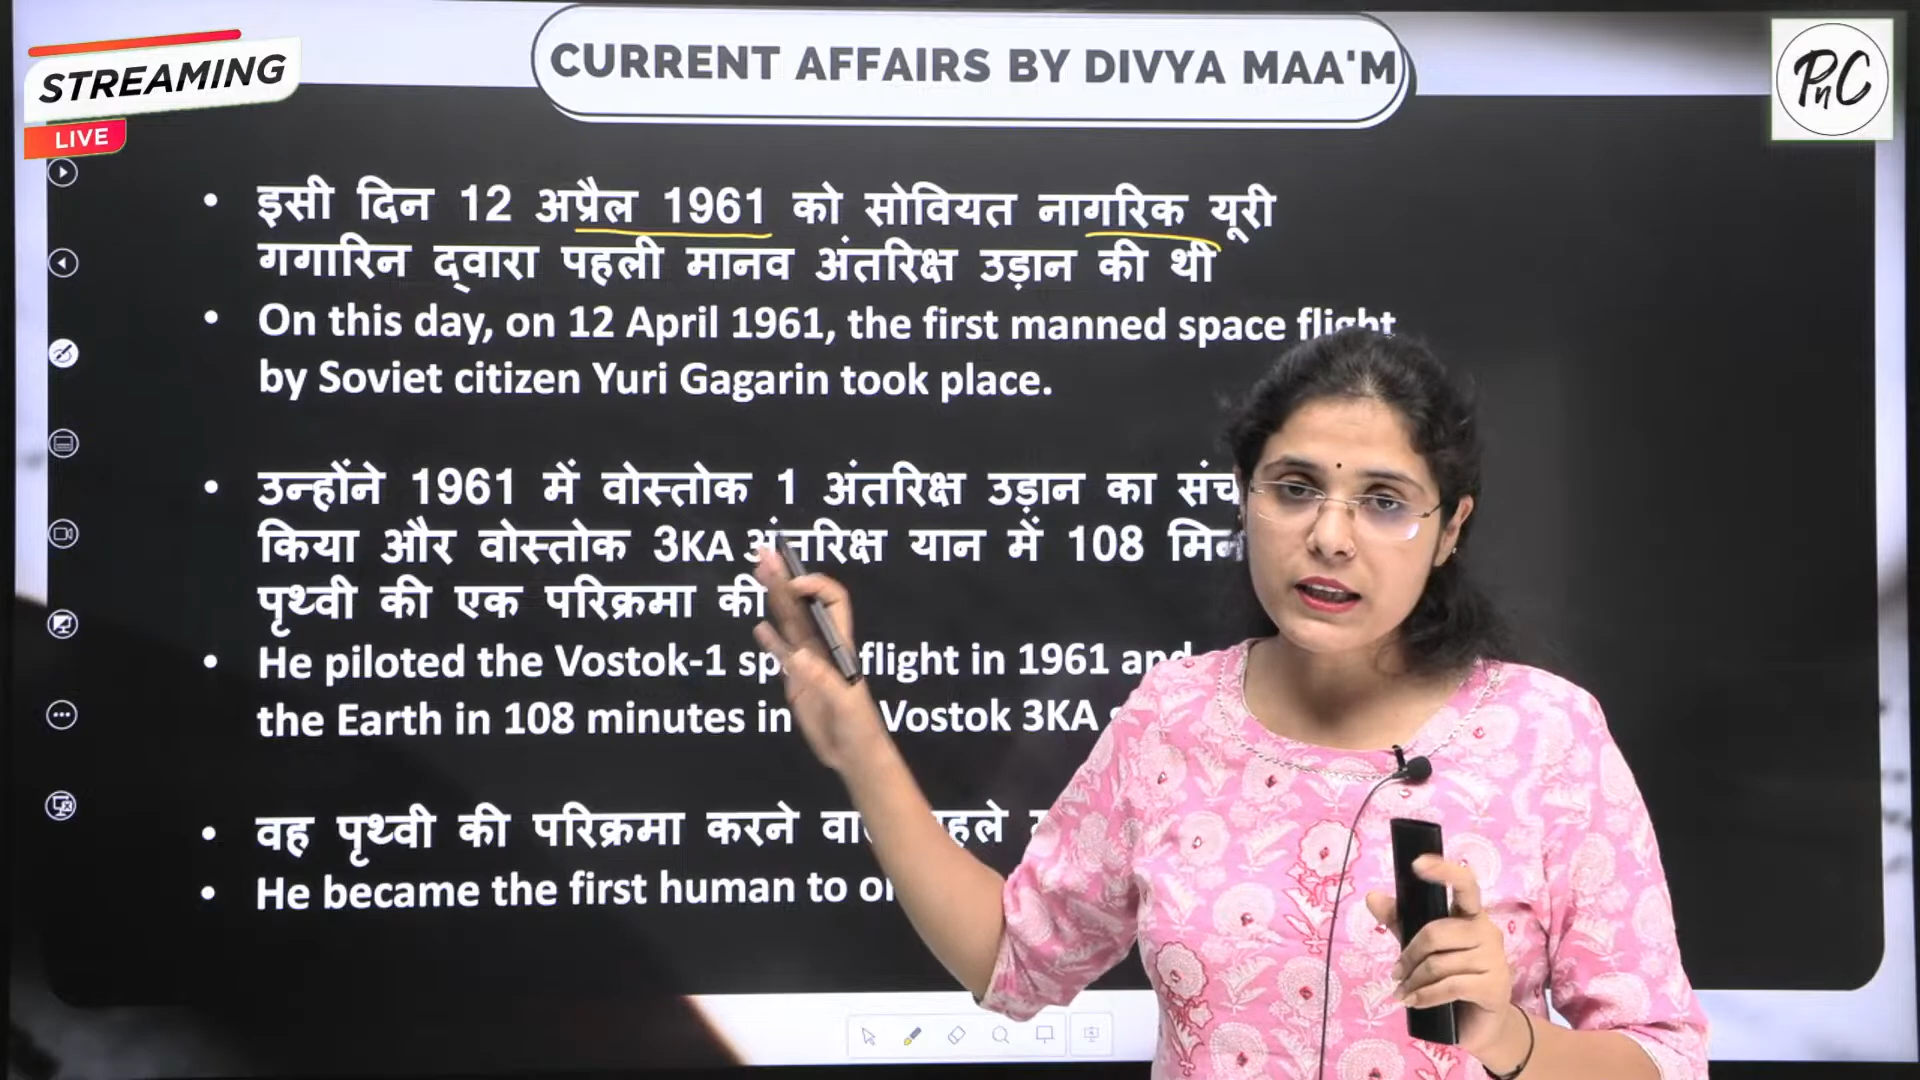 STREAMING
LIVE
CURRENT AFFAIRS BY DIVYA MAA'M
PnC
• इसी दिन 12 अप्रैल 1961 को सोवियत नागरिक यूरी
गगारिन द्वारा पहली मानव अंतरिक्ष उड़ान की थी
• On this day, on 12 April 1961, the first manned space flight
by Soviet citizen Yuri Gagarin took place.
• उन्होंने 1961 में वोस्तोक 1 अंतरिक्ष उड़ान का
किया और वोस्तोक 3KA अंतरिक्ष यान में 108
पृथ्वी की एक परिक्रमा की
• He piloted the Vostok-1 flight in 1961 and
the Earth in 108 minutes in Vostok 3KA
• वह पृथ्वी की परिक्रमा करने
• He became the first human to